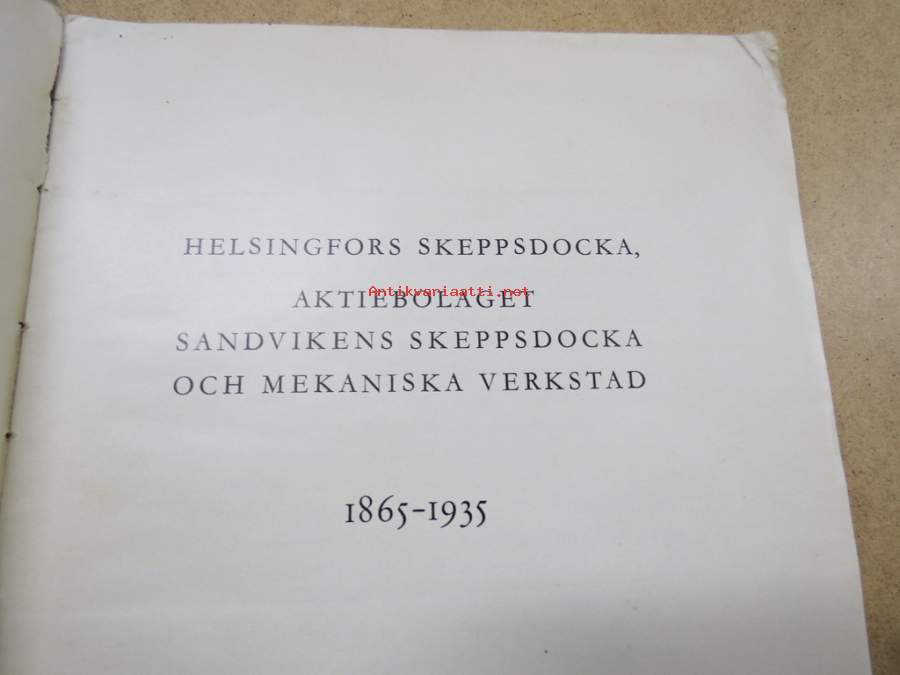 HELSINGFORS SKEPPSDOCKA,
Antikvariaatti.net
AKTIEBOLAGET
SANDVIKENS SKEPPSDOCKA
OCH MEKANISKA VERKSTAD
1865-1935